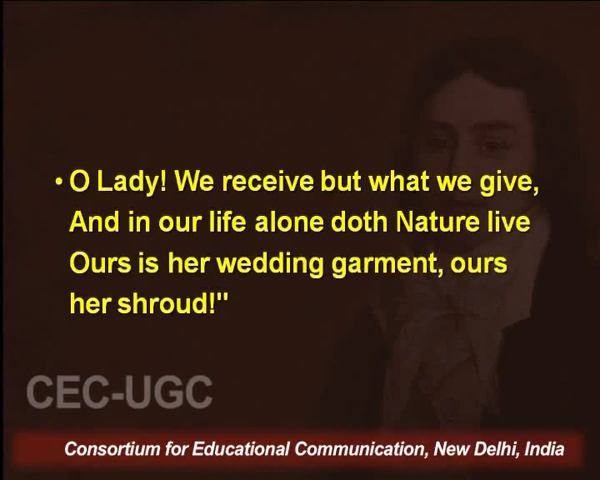 • O Lady! We receive but what we give,
And in our life alone doth Nature live
Ours is her wedding garment, ours
her shroud!"
CEC-UGC
Consortium for Educational Communication, New Delhi, India